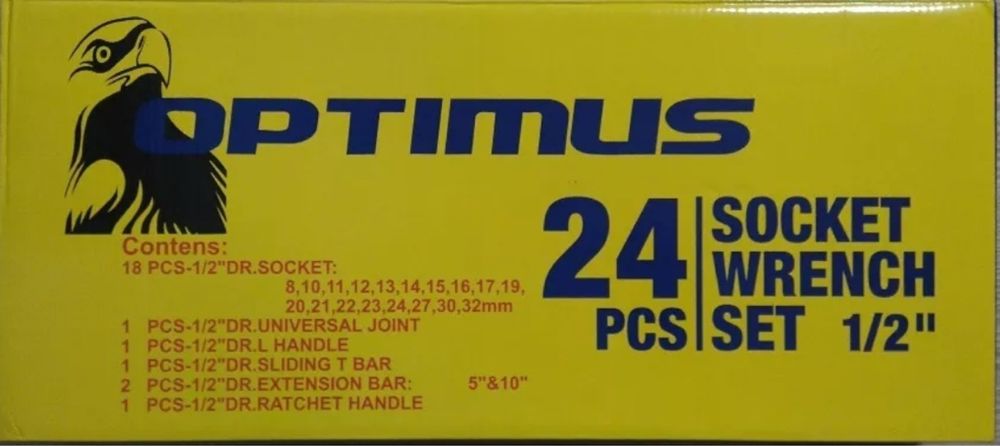 OPTIMUS
24 PCS
SOCKET
WRENCH
SET 1/2"
Contens:
18 PCS-1/2"DR.SOCKET:
8,10,11,12,13,14,15,16,17,19,
20,21,22,23,24,27,30,32mm
1 PCS-1/2"DR.UNIVERSAL JOINT
1 PCS-1/2"DR.L HANDLE
1 PCS-1/2"DR.SLIDING T BAR
2 PCS-1/2"DR.EXTENSION BAR: 5"&10"
1 PCS-1/2"DR.RATCHET HANDLE